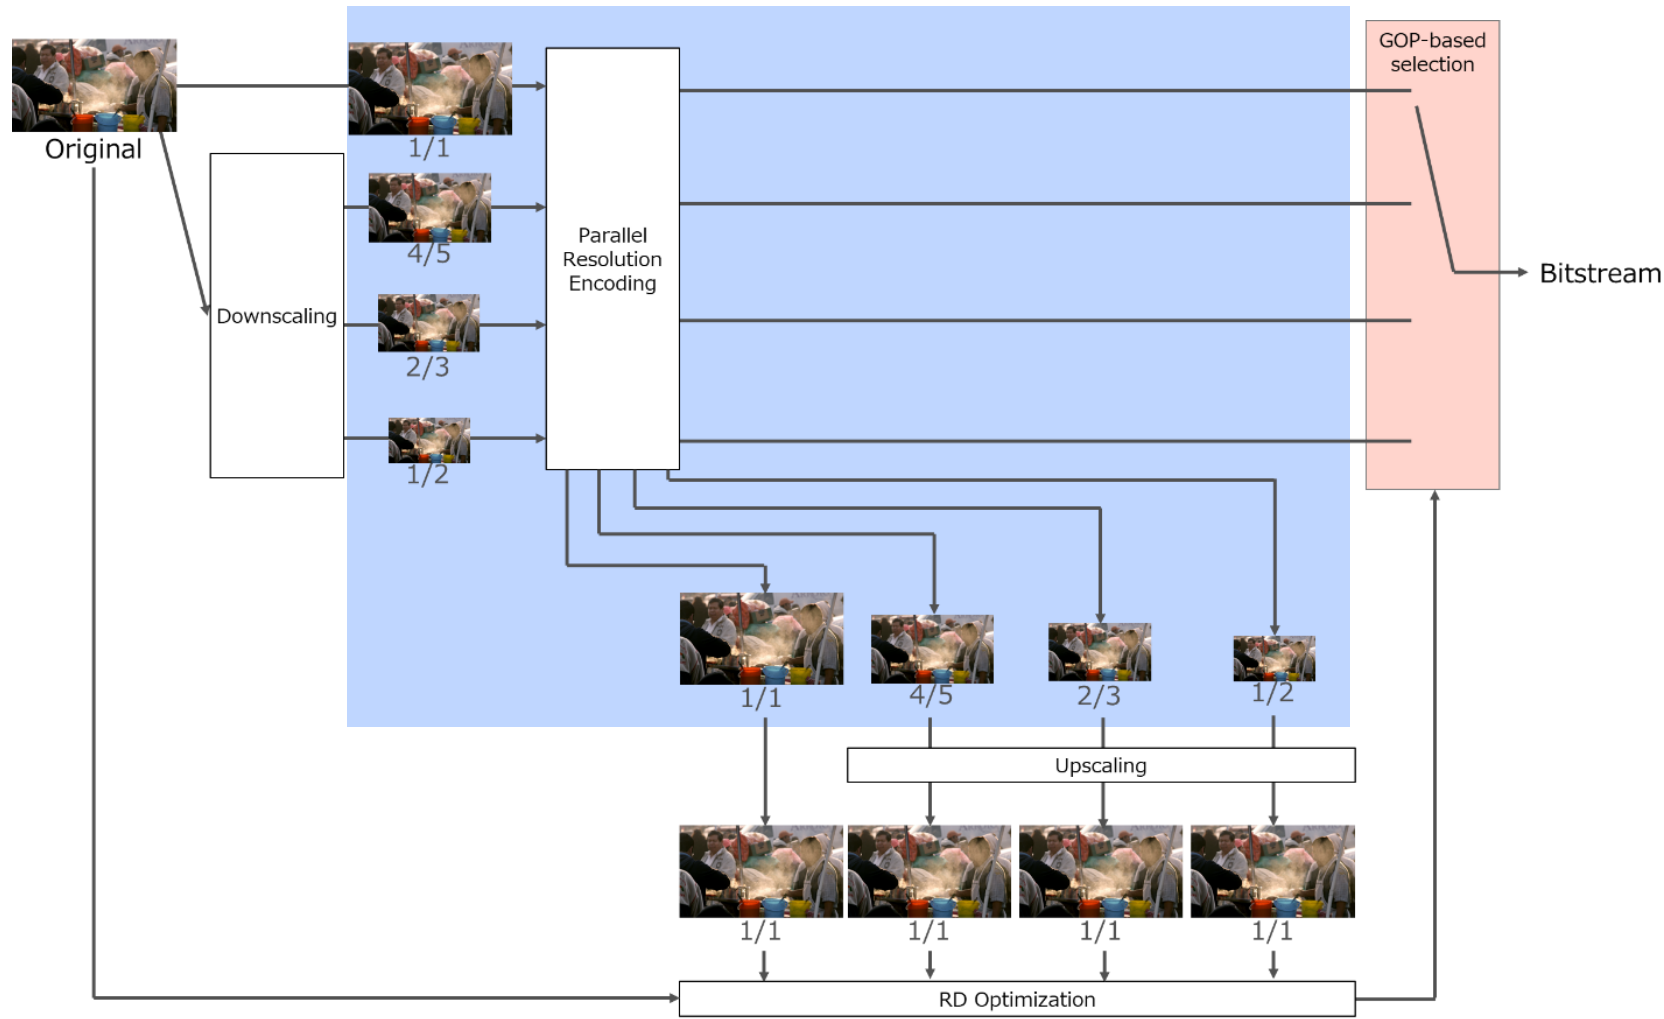 GOP-based
selection
Original
1/1
4/5
Parallel
Resolution
Encoding
Bitstream
Downscaling
2/3
1/2
1/1
4/5
2/3
1/2
Upscaling
1/1
1/1
1/1
1/1
RD Optimization